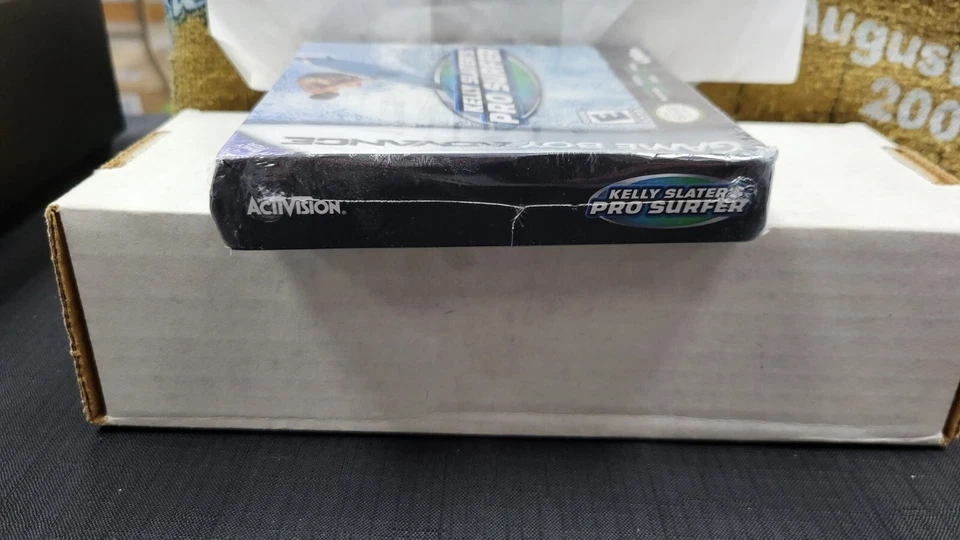 August
200
KELLY SLATER'S
PRO SURFER
E
GAME BOY ADVANCE
ACTIVISION
KELLY SLATER'S
PRO SURFER